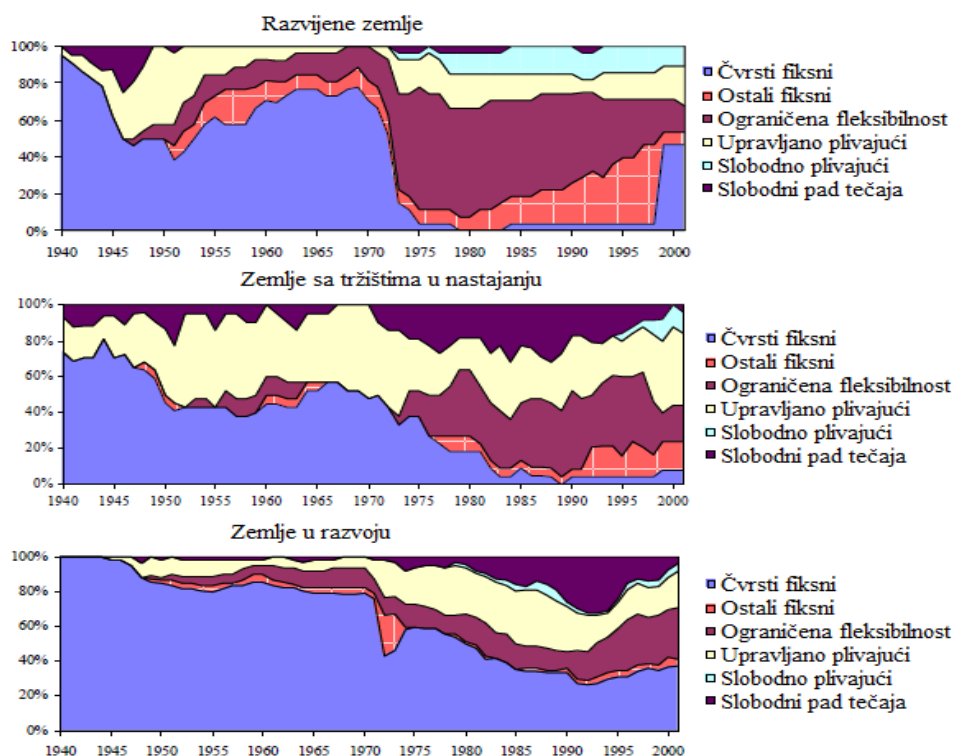 Razvijene zemlje
100%
80%
60%
40%
20%
0%
1940 1945 1950 1955 1960 1965 1970 1975 1980 1985 1990 1995 2000
Čvrsti fiksni
Ostali fiksni
Ograničena fleksibilnost
Upravljano plivajući
Slobodno plivajući
Slobodni pad tečaja
Zemlje sa tržištima u nastajanju
100%
80%
60%
40%
20%
0%
1940 1945 1950 1955 1960 1965 1970 1975 1980 1985 1990 1995 2000
Čvrsti fiksni
Ostali fiksni
Ograničena fleksibilnost
Upravljano plivajući
Slobodno plivajući
Slobodni pad tečaja
Zemlje u razvoju
100%
80%
60%
40%
20%
0%
1940 1945 1950 1955 1960 1965 1970 1975 1980 1985 1990 1995 2000
Čvrsti fiksni
Ostali fiksni
Ograničena fleksibilnost
Upravljano plivajući
Slobodno plivajući
Slobodni pad tečaja